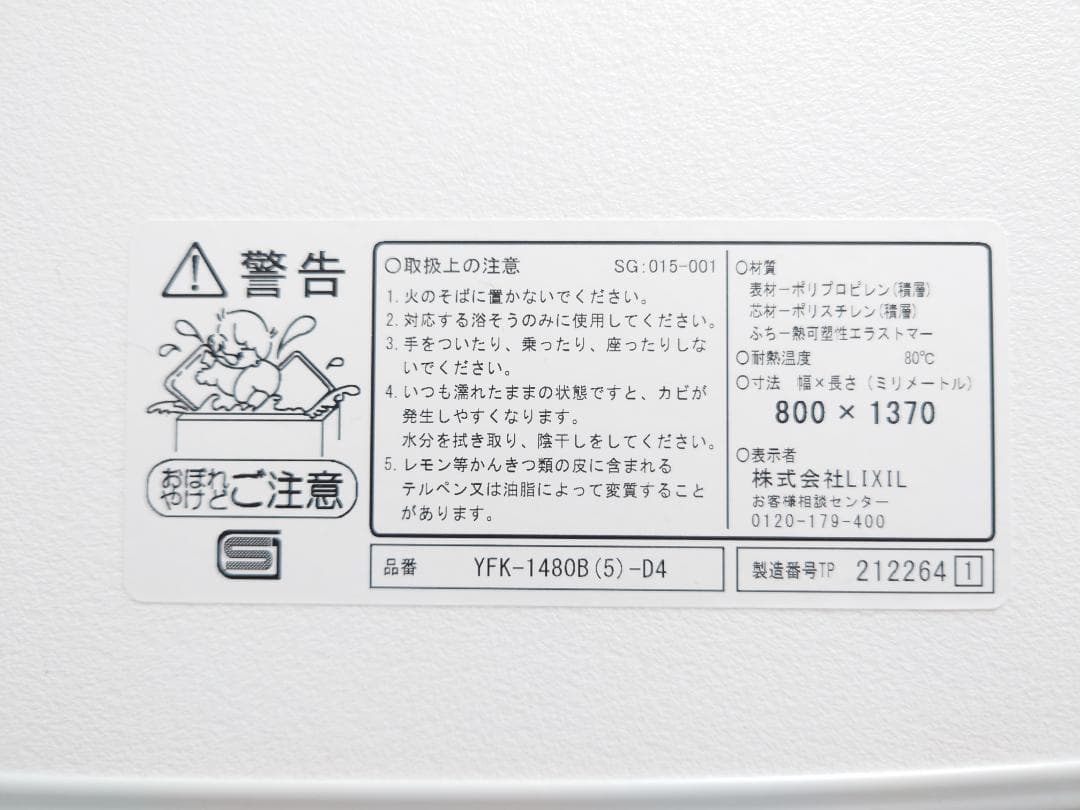 警告
おぼれ
やけど
ご注意
○取扱上の注意 SG:015-001
1. 火のそばに置かないでください。
2. 対応する浴そうのみに使用してください。
3. 手をついたり、乗ったり、座ったりしな
いでください。
4. いつも濡れたままの状態ですと、カビが
発生しやすくなります。
水分を拭き取り、陰干しをしてください。
5. レモン等かんきつ類の皮に含まれる
テルペン又は油脂によって変質すること
があります。
○材質
表材ーポリプロピレン(積層)
芯材ーポリスチレン(積層)
ふちー熱可塑性エラストマー
○耐熱温度 80℃
○寸法 幅×長さ(ミリメートル)
800 × 1370
○表示者
株式会社LIXIL
お客様相談センター
0120-179-400
品番 YFK-1480B(5)-D4
製造番号TP 212264 1